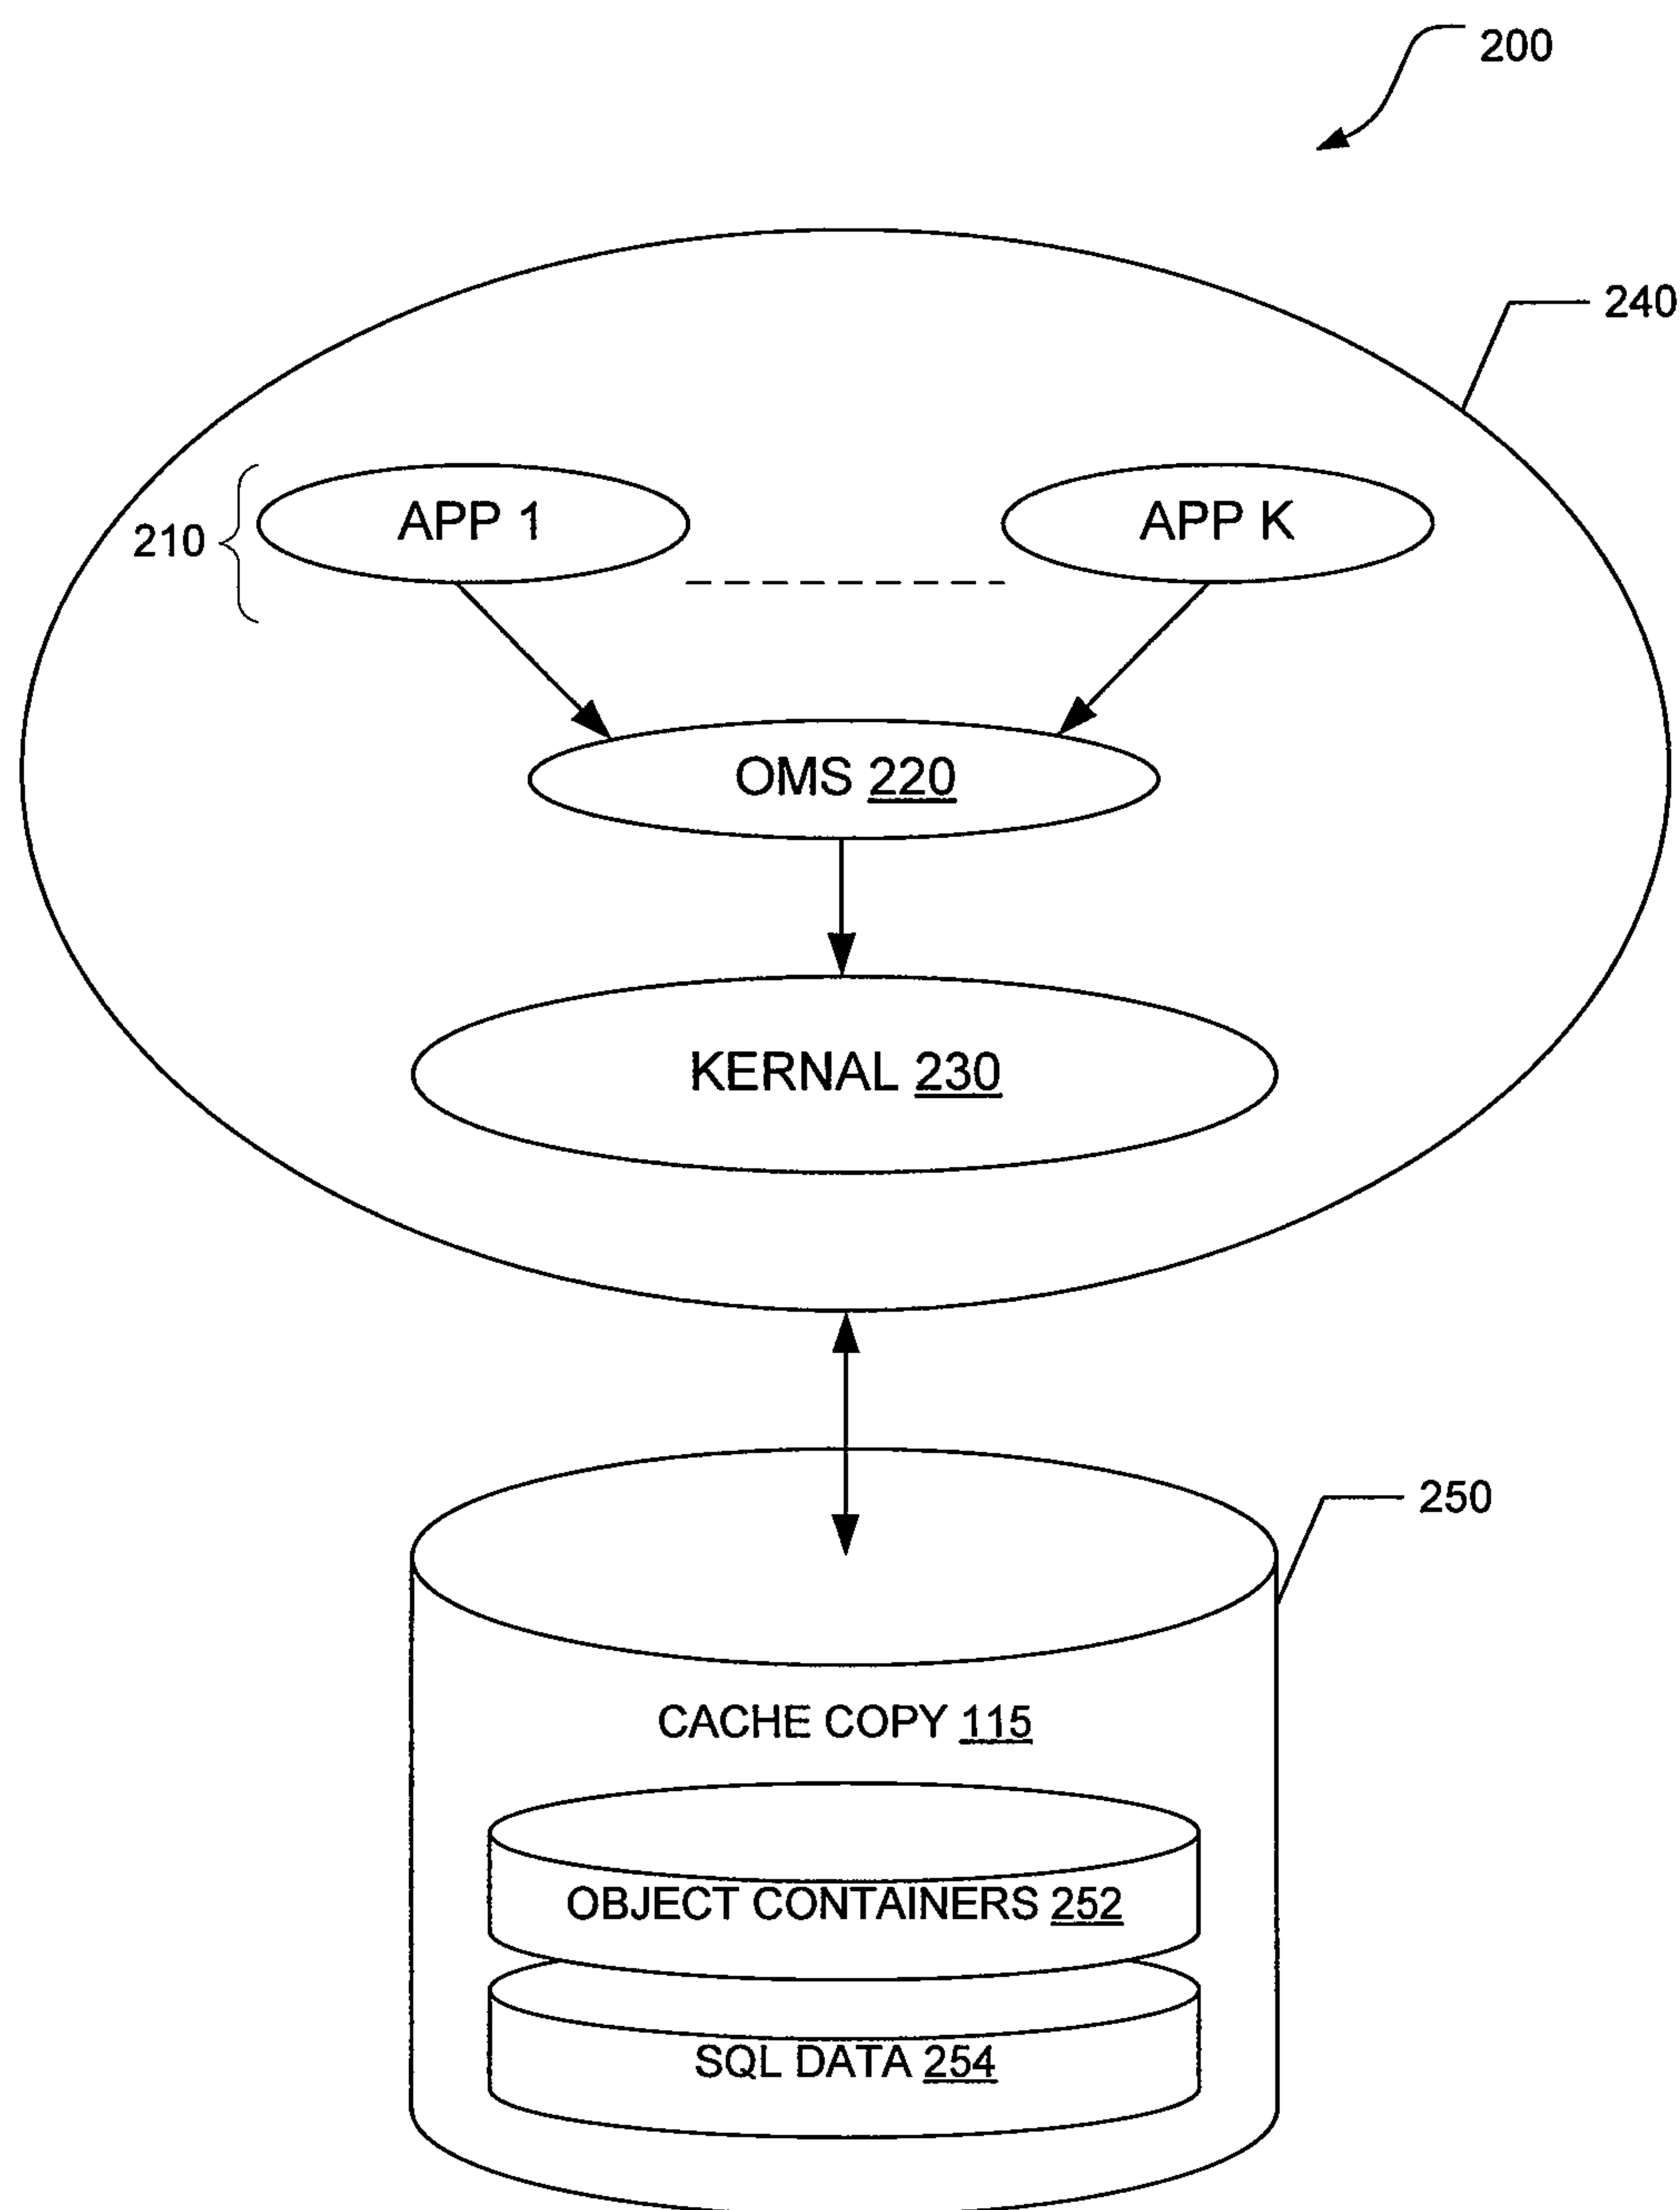 200
240
210
APP 1
APP K
OMS 220
KERNAL 230
250
CACHE COPY 115
OBJECT CONTAINERS 252
SQL DATA 254